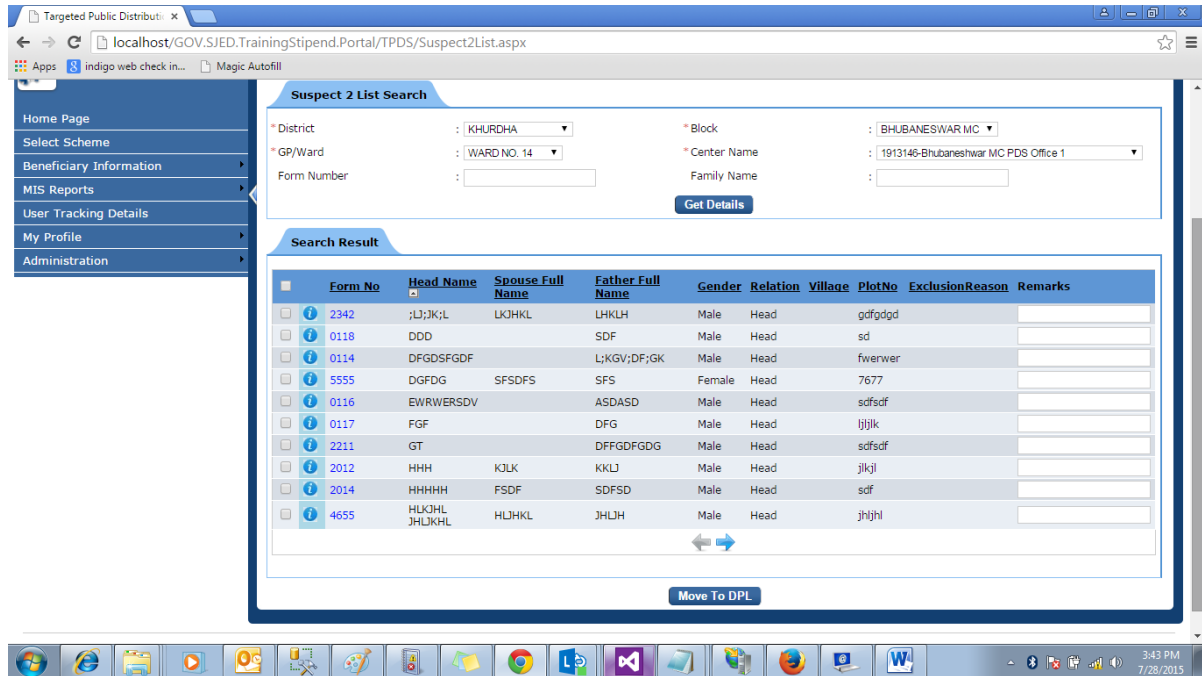 Targeted Public Distributi
localhost/GOV.SJED.TrainingStipend.Portal/TPDS/Suspect2List.aspx
Apps indigo web check in... Magic Autofill
Home Page
Select Scheme
Beneficiary Information
MIS Reports
User Tracking Details
My Profile
Administration
Suspect 2 List Search
* District : KHURDHA * Block : BHUBANESWAR MC
* GP/Ward : WARD NO. 14 * Center Name : 1913146-Bhubaneshwar MC PDS Office 1
Form Number : Family Name :
Get Details
Search Result
Form No Head Name Spouse Full Name Father Full Name Gender Relation Village PlotNo ExclusionReason Remarks
2342 ;LJ;JK;L LKJHKL LHKLH Male Head gdfgdgd
0118 DDD SDF Male Head sd
0114 DFGDSFGDF L;KGV;DF;GK Male Head fwerwer
5555 DGFDG SFSDFS SFS Female Head 7677
0116 EWRWERSDV ASDASD Male Head sdfsdf
0117 FGF DFG Male Head ljljlk
2211 GT DFFGDFGDG Male Head sdfsdf
2012 HHH KJLK KKLJ Male Head jlkjl
2014 HHHHH FSDF SDFSD Male Head sdf
4655 HLKJHL JHLJKHL HLJHKL JHLJH Male Head jhljhl
Move To DPL
3:43 PM
7/28/2015